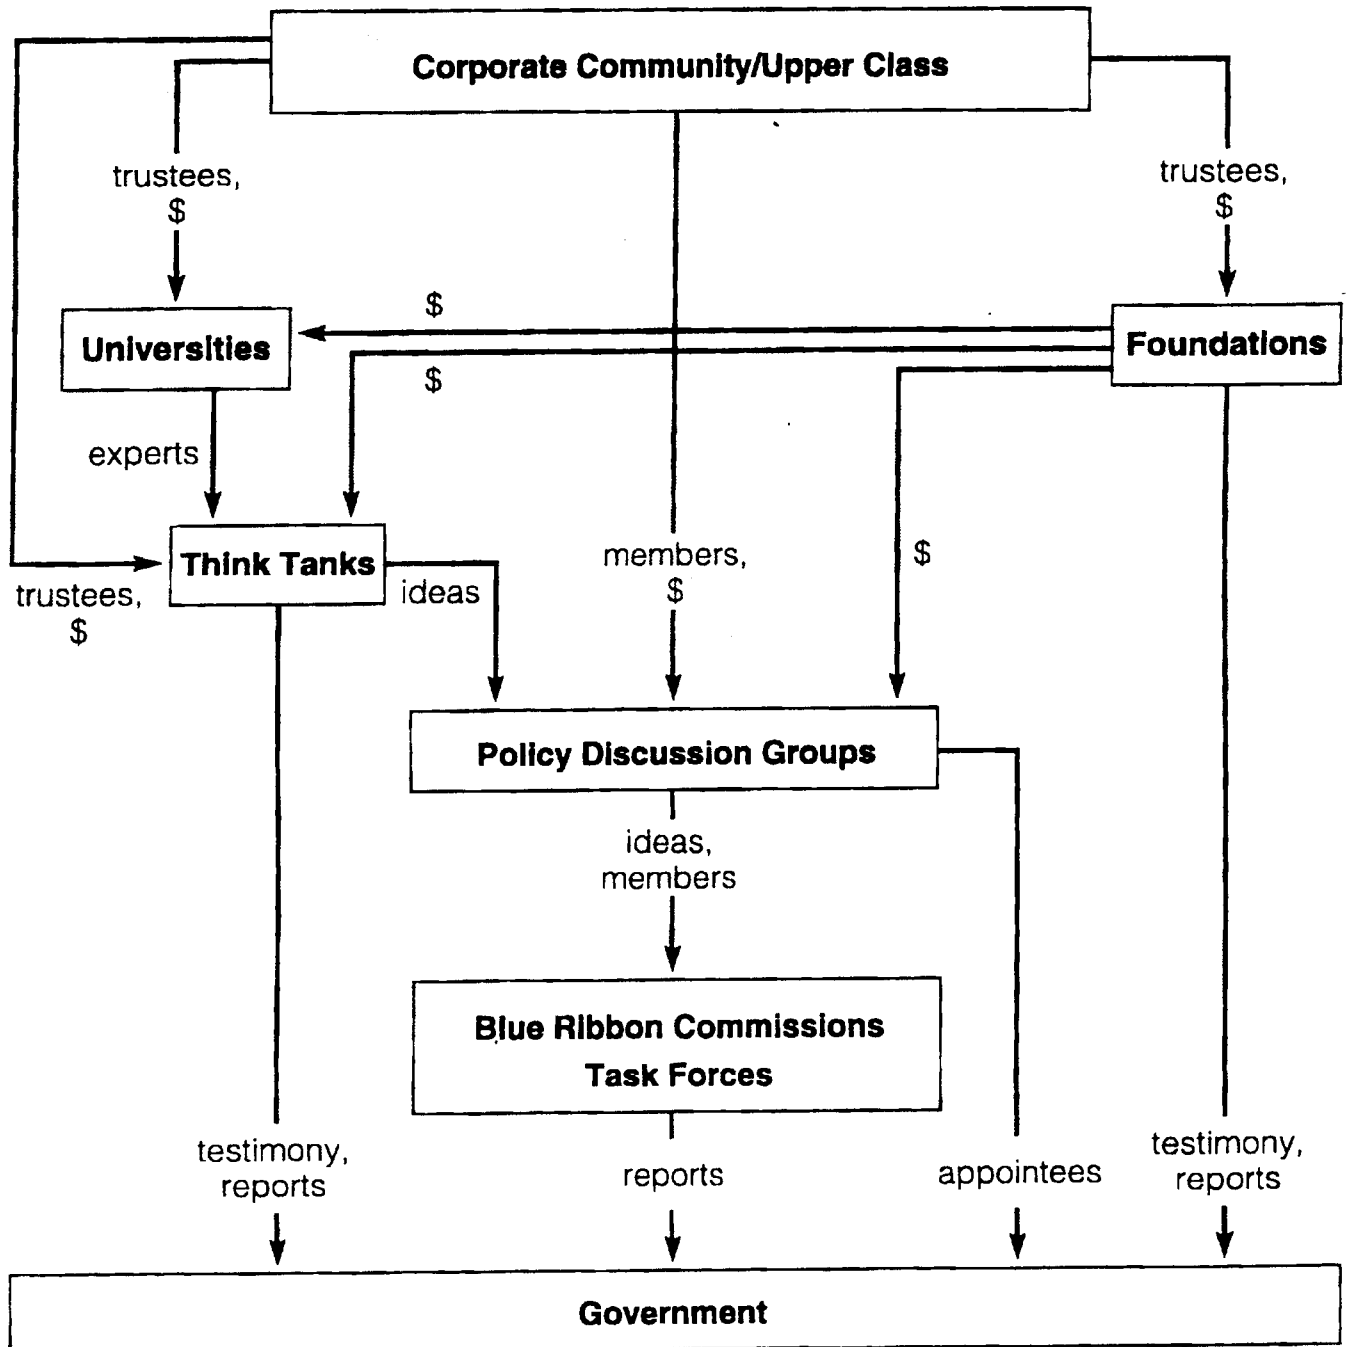 Corporate Community/Upper Class
trustees,
$
trustees,
$
$
Universities
Foundations
$
experts
Think Tanks
ideas
trustees,
$
members,
$
$
Policy Discussion Groups
ideas,
members
Blue Ribbon Commissions
Task Forces
testimony,
reports
reports
appointees
testimony,
reports
Government